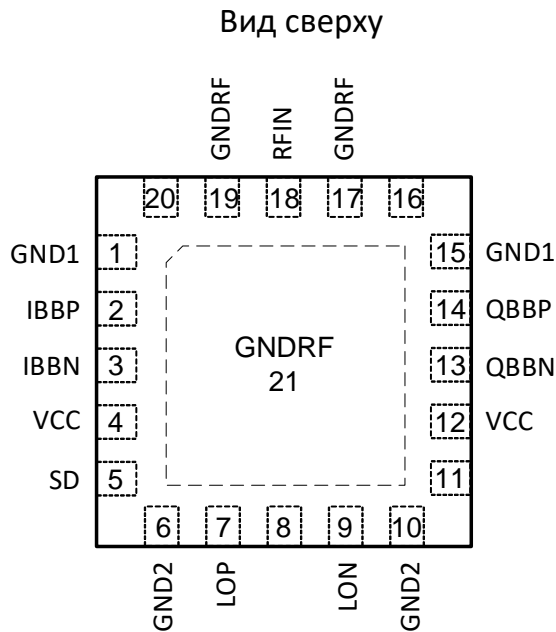 Вид сверху
GNDRF
RFIN
GNDRF
20 19 18 17 16
GND1 1 15 GND1
IBBP 2 14 QBBP
GNDRF
21
IBBN 3 13 QBBN
VCC 4 12 VCC
SD 5 11
6 7 8 9 10
GND2
LOP
LON
GND2